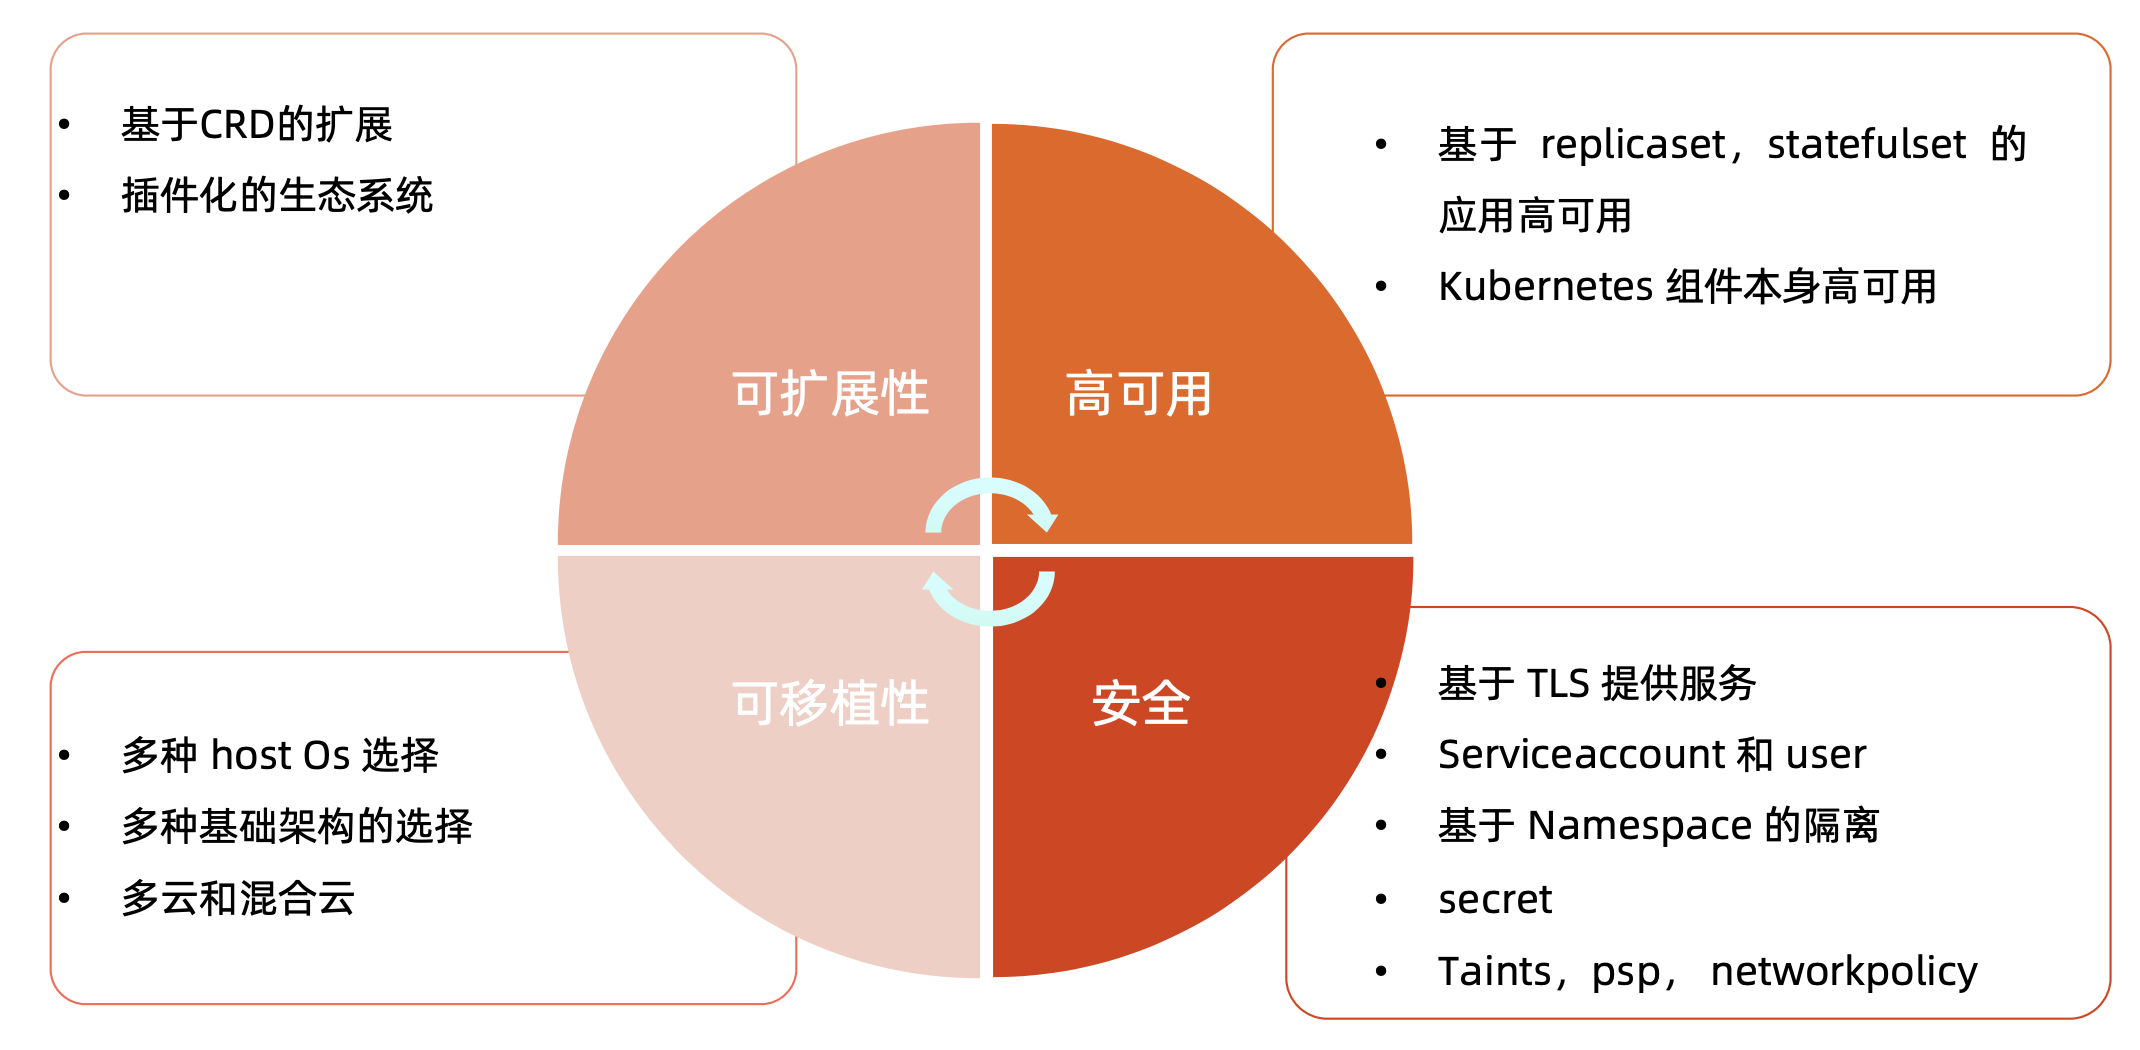 • 基于CRD的扩展
• 插件化的生态系统
• 基于 replicaset，statefulset 的
应用高可用
• Kubernetes 组件本身高可用
可扩展性
高可用
可移植性
安全
• 多种 host Os 选择
• 多种基础架构的选择
• 多云和混合云
• 基于 TLS 提供服务
• Serviceaccount 和 user
• 基于 Namespace 的隔离
• secret
• Taints，psp， networkpolicy